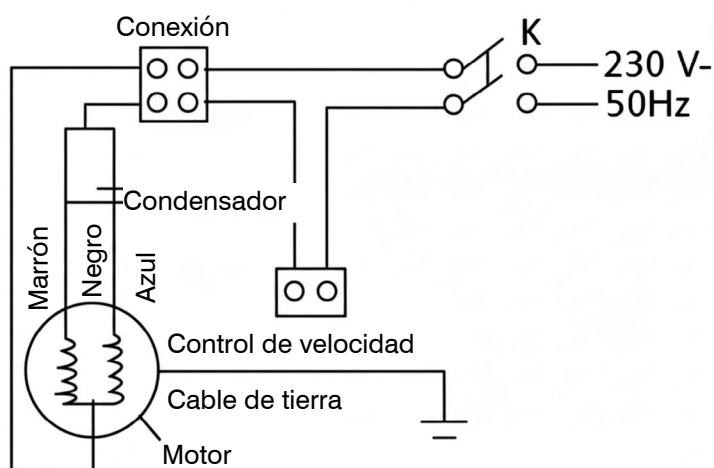 Conexión
K
230 V-
50Hz
Condensador
Marrón
Negro
Azul
Control de velocidad
Cable de tierra
Motor